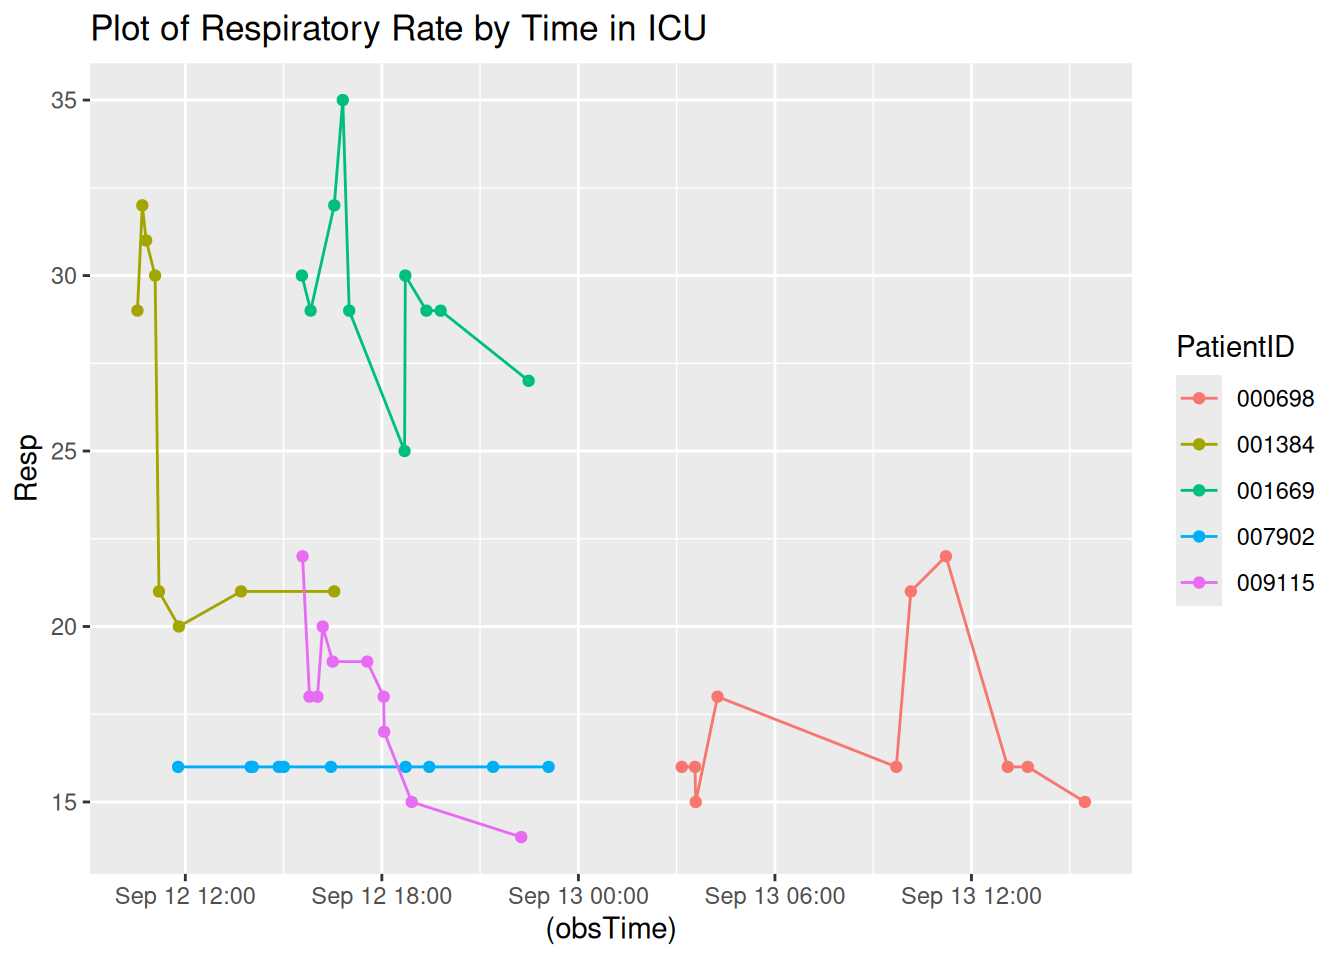 Plot of Respiratory Rate by Time in ICU
Resp
35
30
25
20
15
Sep 12 12:00 Sep 12 18:00 Sep 13 00:00 Sep 13 06:00 Sep 13 12:00
(obsTime)
PatientID
000698
001384
001669
007902
009115